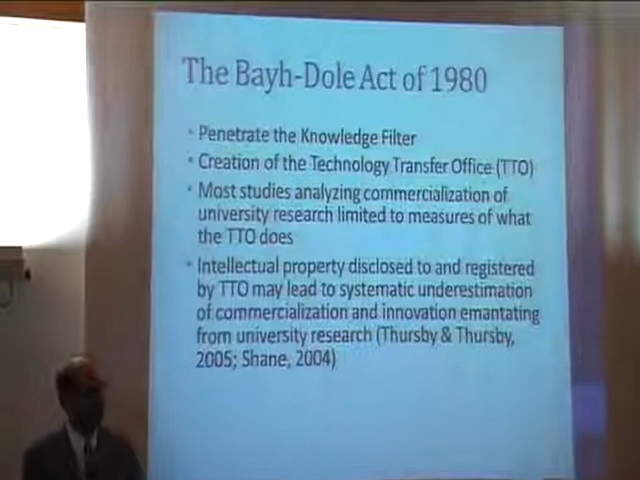 The Bayh-Dole Act of 1980
• Penetrate the Knowledge Filter
• Creation of the Technology Transfer Office (TTO)
• Most studies analyzing commercialization of
university research limited to measures of what
the TTO does
• Intellectual property disclosed to and registered
by TTO may lead to systematic underestimation
of commercialization and innovation emantating
from university research (Thursby & Thursby,
2005; Shane, 2004)